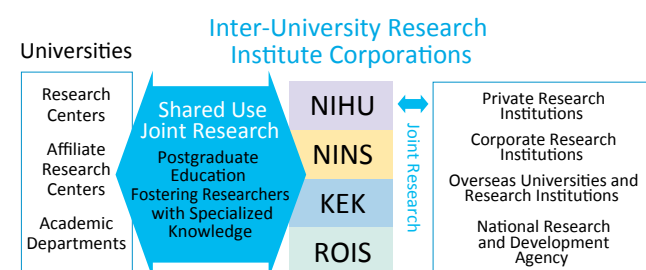 Inter-University Research
Institute Corporations
Universities
Research
Centers
Affiliate
Research
Centers
Academic
Departments
Shared Use
Joint Research
Postgraduate
Education
Fostering Researchers
with Specialized
Knowledge
NIHU
NINS
KEK
ROIS
Joint Research
Private Research
Institutions
Corporate Research
Institutions
Overseas Universities and
Research Institutions
National Research
and Development
Agency